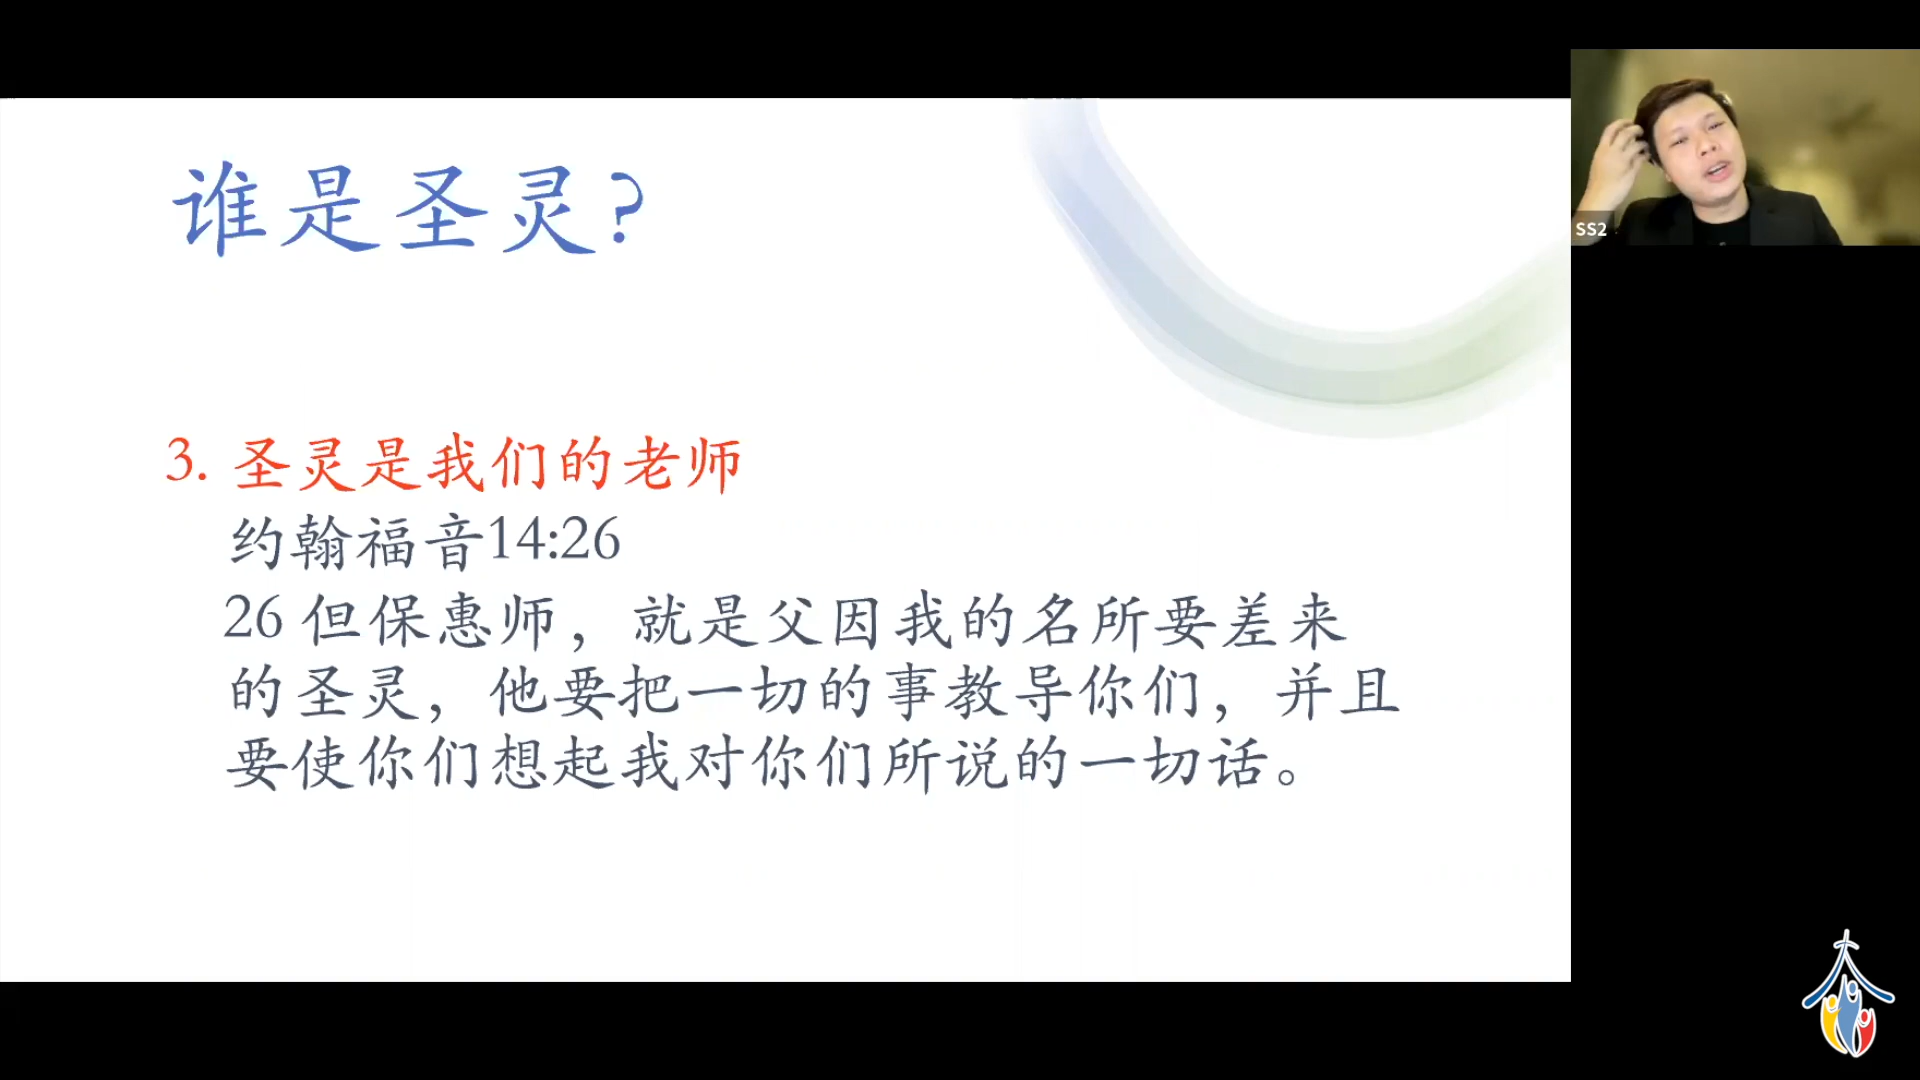 谁是圣灵?
3. 圣灵是我们的老师
约翰福音14:26
26 但保惠师，就是父因我的名所要差来
的圣灵，他要把一切的事教导你们，并且
要使你们想起我对你们所说的一切话。
SS2